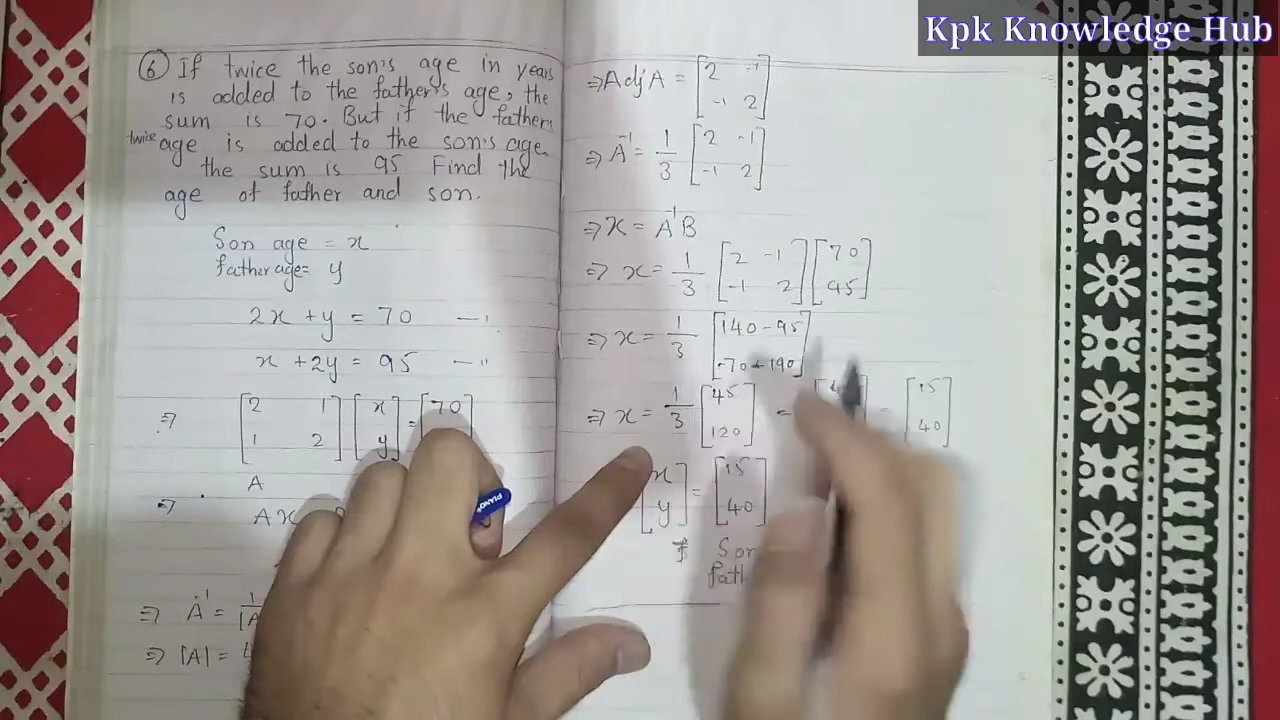 Kpk Knowledge Hub
⑥ If twice the son's age in years
is added to the father's age, the
sum is 70. But if the father's
twice age is added to the son's age.
the sum is 95 Find the
age of father and son.
Son age = x
father age= y
2x + y = 70 —'
x + 2y = 95 —"
⇒ [2 1
1 2] [x
y] = [70
A
⇒ AX
⇒ A⁻¹ = 1
⇒ |A| =
⇒ Adj A = [2 -1
-1 2]
⇒ A⁻¹ = 1/3 [2 -1
-1 2]
⇒ x = A⁻¹B
⇒ x = 1/3 [2 -1
-1 2] [70
95]
⇒ x = 1/3 [140 - 95
-70 + 190]
⇒ x = 1/3 [45
120] = = [15
40]
[x
y] = [15
40]
PIANO